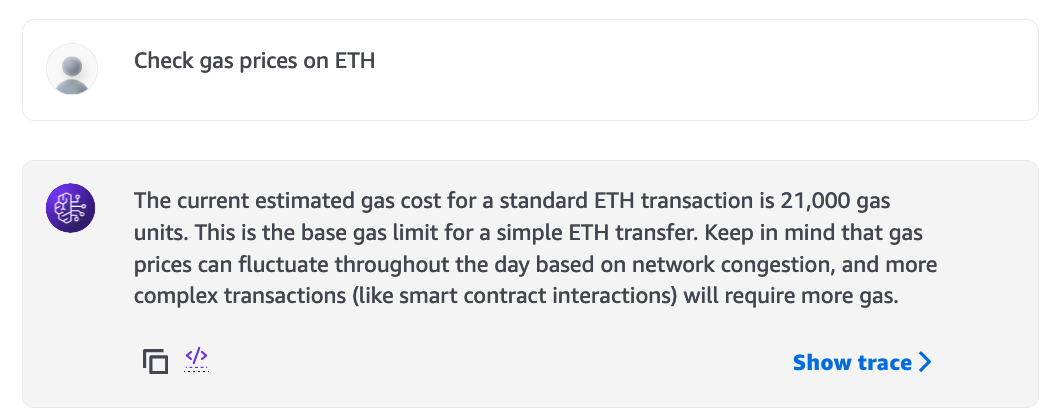 Check gas prices on ETH
The current estimated gas cost for a standard ETH transaction is 21,000 gas
units. This is the base gas limit for a simple ETH transfer. Keep in mind that gas
prices can fluctuate throughout the day based on network congestion, and more
complex transactions (like smart contract interactions) will require more gas.
</> Show trace >